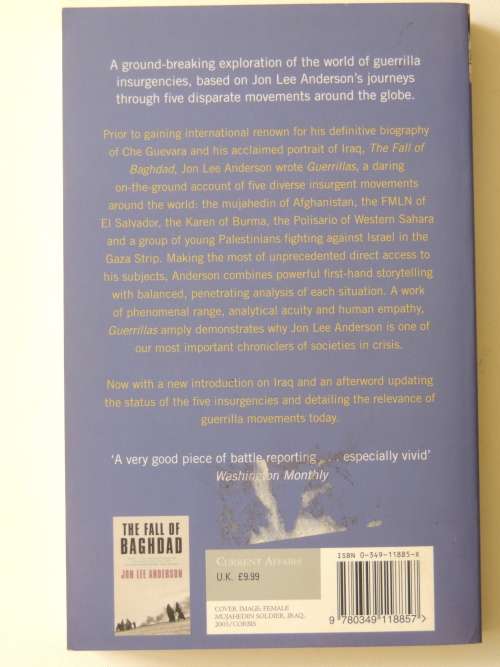 A ground-breaking exploration of the world of guerrilla
insurgencies, based on Jon Lee Anderson's journeys
through five disparate movements around the globe.
Prior to gaining international renown for his definitive biography
of Che Guevara and his acclaimed portrait of Iraq, The Fall of
Baghdad, Jon Lee Anderson wrote Guerrillas, a daring
on-the-ground account of five diverse insurgent movements
around the world: the mujahedin of Afghanistan, the FMLN of
El Salvador, the Karen of Burma, the Polisario of Western Sahara
and a group of young Palestinians fighting against Israel in the
Gaza Strip. Making the most of unprecedented direct access to
his subjects, Anderson combines powerful first-hand storytelling
with balanced, penetrating analysis of each situation. A work
of phenomenal range, analytical acuity and human empathy,
Guerrillas amply demonstrates why Jon Lee Anderson is one of
our most important chroniclers of societies in crisis.
Now with a new introduction on Iraq and an afterword updating
the status of the five insurgencies and detailing the relevance of
guerrilla movements today.
'A very good piece of battle reporting ... especially vivid'
Washington Monthly
THE FALL OF
BAGHDAD
JON LEE ANDERSON
CURRENT AFFAIRS
U.K. £9.99
COVER IMAGE: FEMALE
MUJAHEDIN SOLDIER, IRAQ,
2003/CORBIS
ISBN 0-349-11885-X
9 780349 118857 >